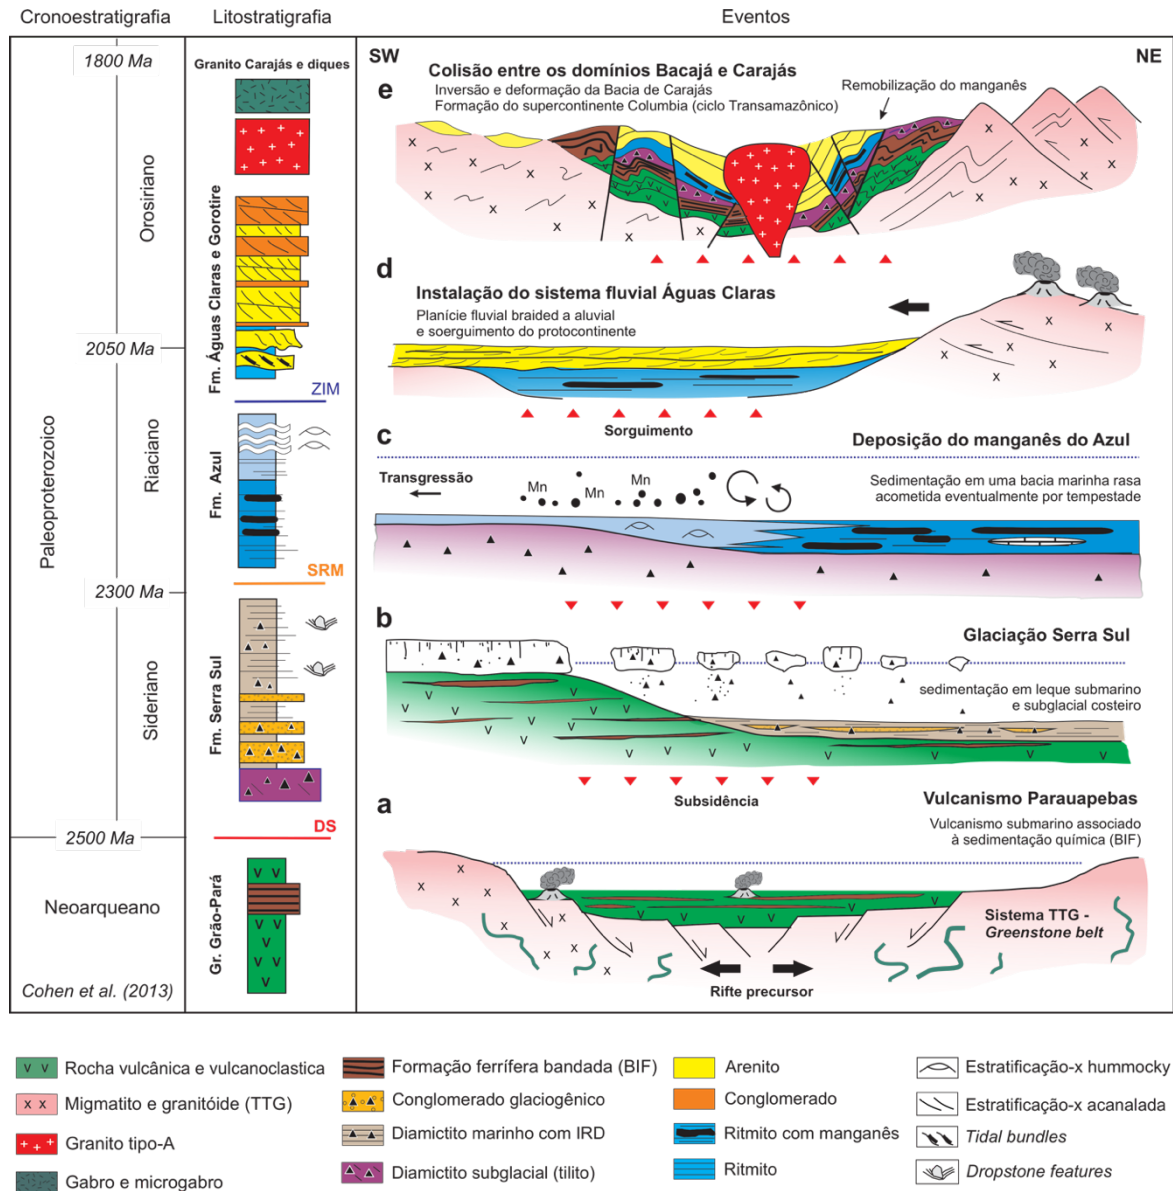 Cronoestratigrafia
Litostratigrafia
Eventos
1800 Ma
Orosiriano
2050 Ma
Riaciano
Paleoproterozoico
2300 Ma
Sideriano
2500 Ma
Neoarqueano
Cohen et al. (2013)
Granito Carajás e diques
Fm. Águas Claras e Gorotire
ZIM
Fm. Azul
SRM
Fm. Serra Sul
DS
Gr. Grão-Pará
SW
NE
e
Colisão entre os domínios Bacajá e Carajás
Inversão e deformação da Bacia de Carajás
Formação do supercontinente Columbia (ciclo Transamazônico)
Remobilização do manganês
d
Instalação do sistema fluvial Águas Claras
Planície fluvial braided a aluvial
e soerguimento do protocontinente
Sorguimento
c
Deposição do manganês do Azul
Transgressão
Mn
Mn
Mn
Sedimentação em uma bacia marinha rasa
acometida eventualmente por tempestade
b
Glaciação Serra Sul
sedimentação em leque submarino
e subglacial costeiro
Subsidência
a
Vulcanismo Parauapebas
Vulcanismo submarino associado
à sedimentação química (BIF)
Sistema TTG -
Greenstone belt
Rifte precursor
Rocha vulcânica e vulcanoclastica
Migmatito e granitóide (TTG)
Granito tipo-A
Gabro e microgabro
Formação ferrífera bandada (BIF)
Conglomerado glaciogênico
Diamictito marinho com IRD
Diamictito subglacial (tilito)
Arenito
Conglomerado
Ritmito com manganês
Ritmito
Estratificação-x hummocky
Estratificação-x acanalada
Tidal bundles
Dropstone features